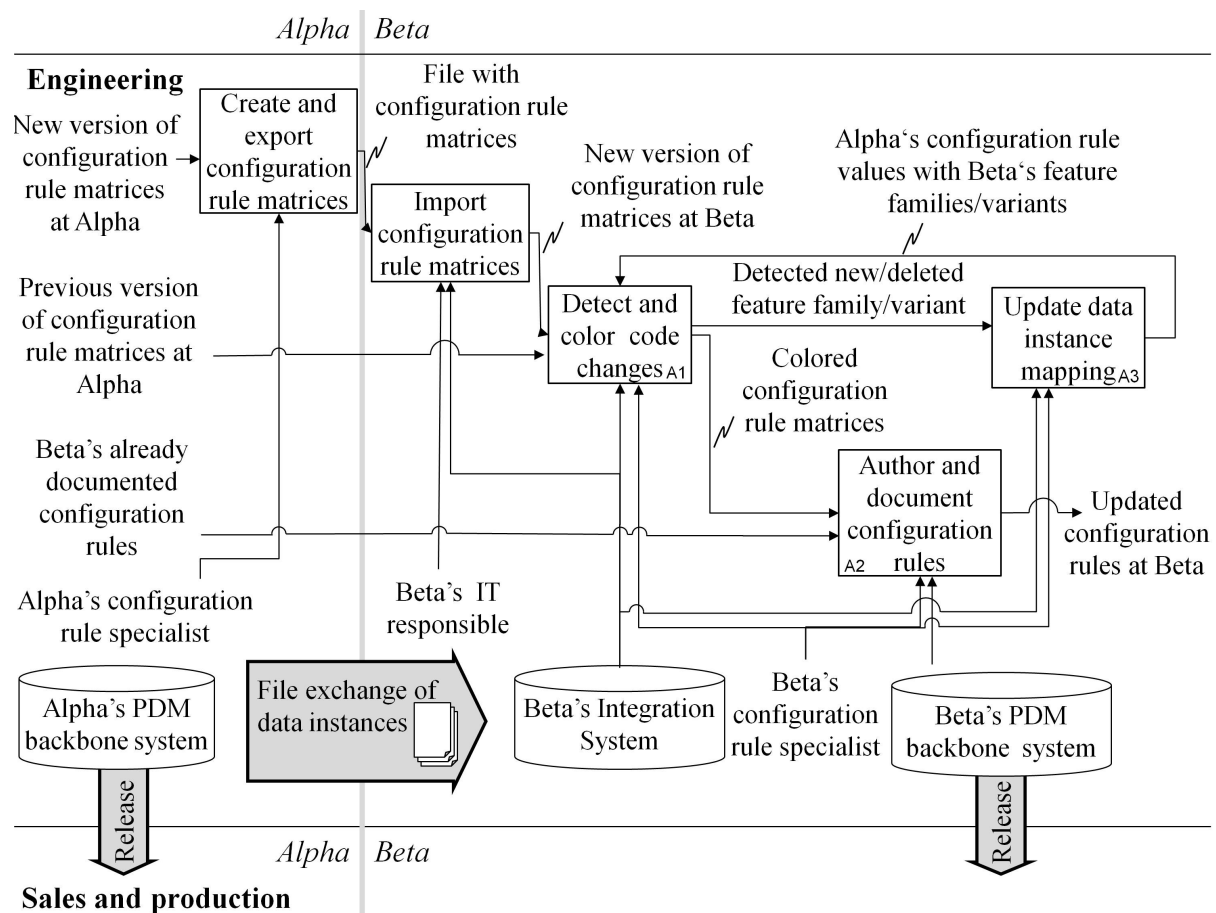 Alpha
Beta
Engineering
New version of
configuration
rule matrices
at Alpha
Create and
export
configuration
rule matrices
File with
configuration rule
matrices
Import
configuration
rule matrices
New version of
configuration rule
matrices at Beta
Alpha‘s configuration rule
values with Beta‘s feature
families/variants
Previous version
of configuration
rule matrices at
Alpha
Detect and
color code
changes A1
Detected new/deleted
feature family/variant
Update data
instance
mapping A3
Colored
configuration
rule matrices
Beta’s already
documented
configuration
rules
Author and
document
configuration
rules
A2
Updated
configuration
rules at Beta
Alpha’s configuration
rule specialist
Beta’s IT
responsible
Alpha’s PDM
backbone system
File exchange of
data instances
Beta’s Integration
System
Beta’s
configuration
rule specialist
Beta’s PDM
backbone system
Release
Release
Alpha
Beta
Sales and production